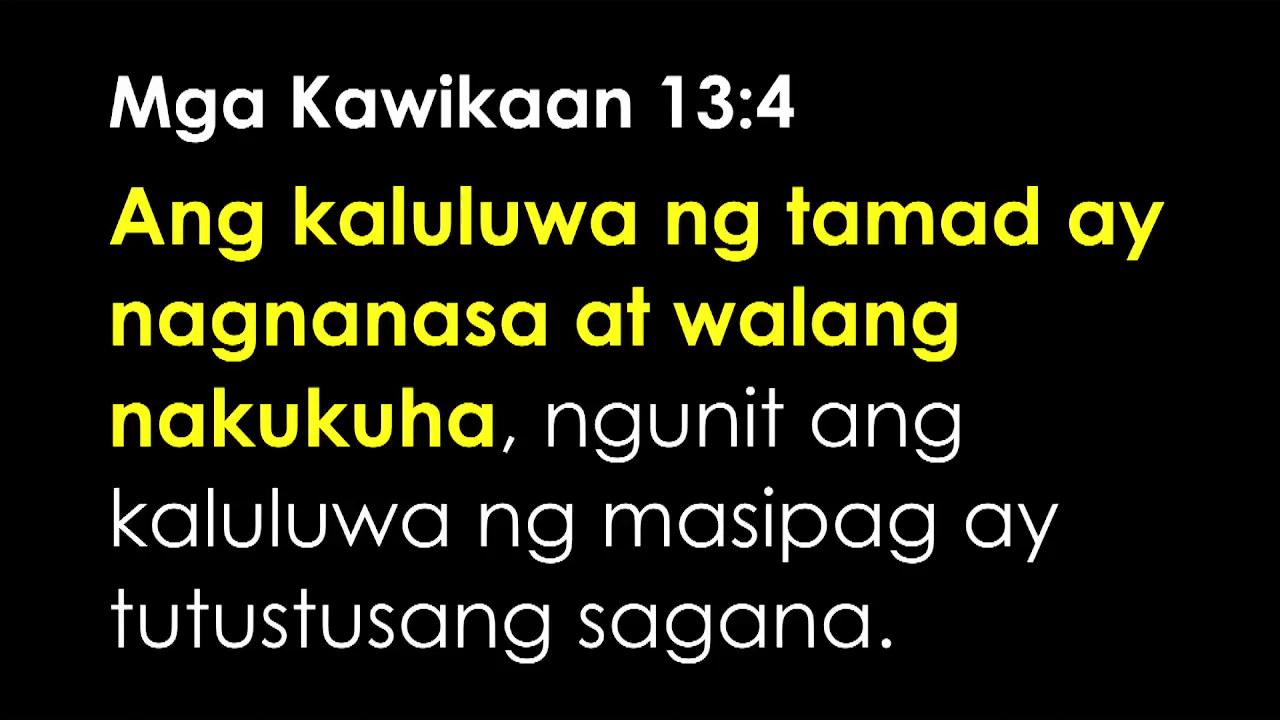 Mga Kawikaan 13:4
Ang kaluluwa ng tamad ay
nagnanasa at walang
nakukuha, ngunit ang
kaluluwa ng masipag ay
tutustusang sagana.